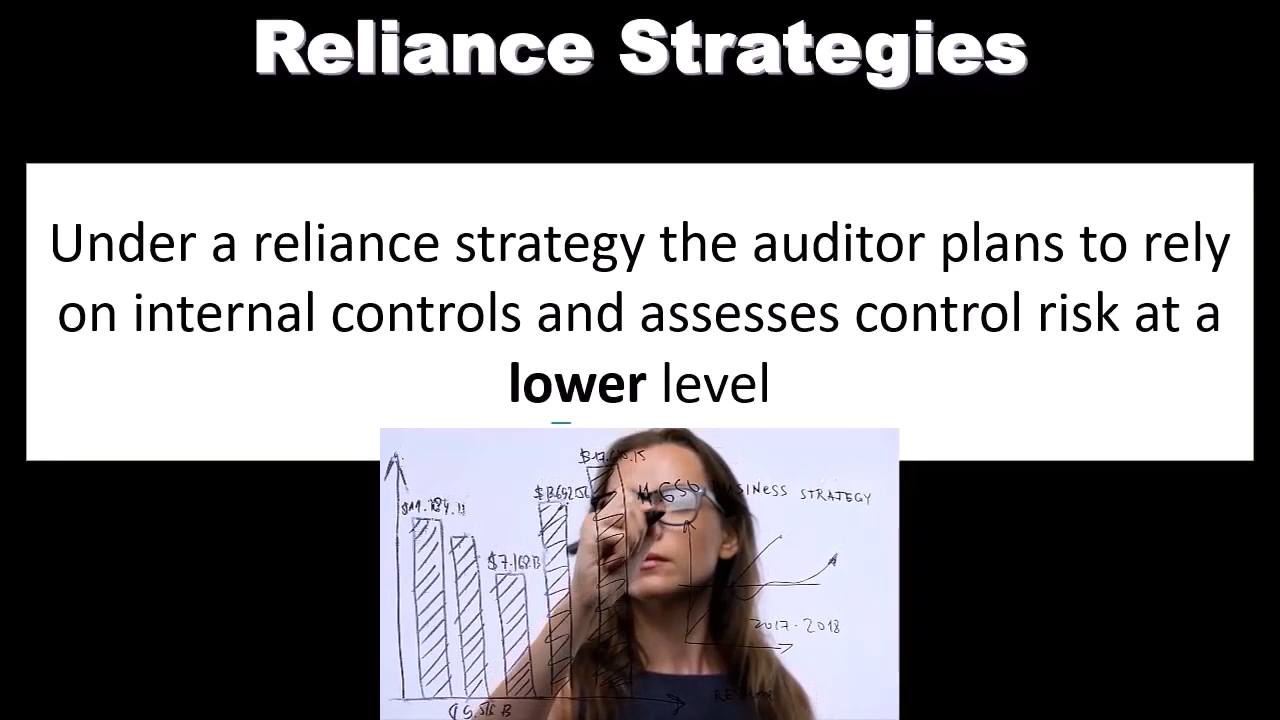 Reliance Strategies
Under a reliance strategy the auditor plans to rely
on internal controls and assesses control risk at a
lower level
BUSINESS STRATEGY
2017 - 2018